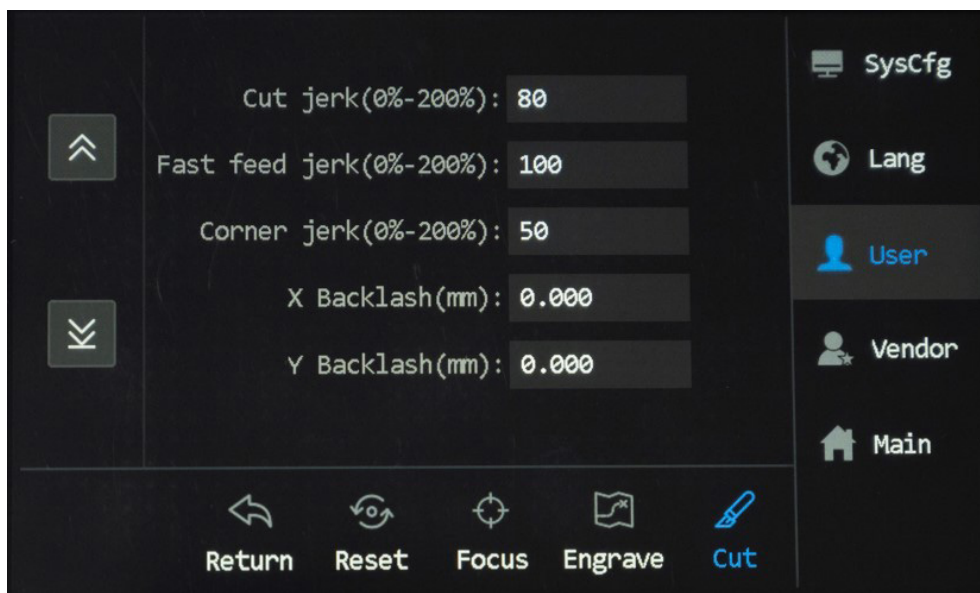 Cut jerk(0%-200%): 80
Fast feed jerk(0%-200%): 100
Corner jerk(0%-200%): 50
X Backlash(mm): 0.000
Y Backlash(mm): 0.000
SysCfg
Lang
User
Vendor
Main
Return Reset Focus Engrave Cut